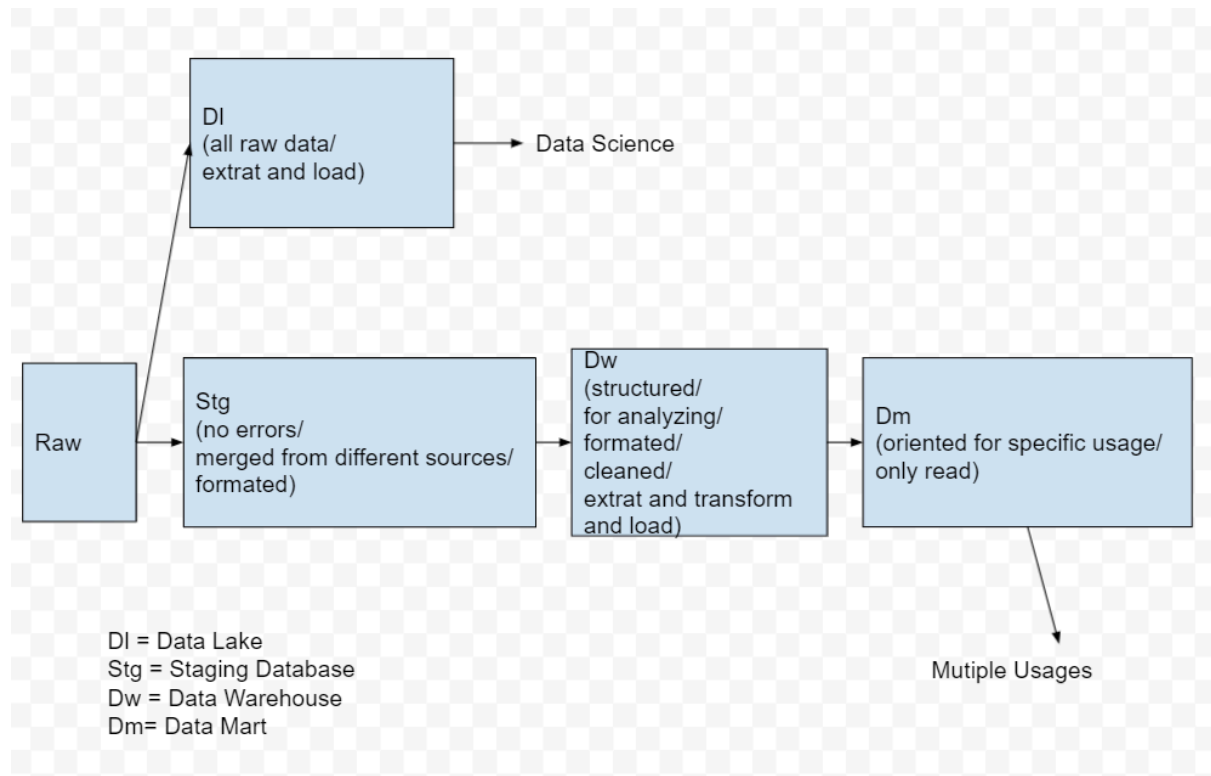 Dl
(all raw data/
extrat and load)
Data Science
Raw
Stg
(no errors/
merged from different sources/
formated)
Dw
(structured/
for analyzing/
formated/
cleaned/
extrat and transform
and load)
Dm
(oriented for specific usage/
only read)
Mutiple Usages
Dl = Data Lake
Stg = Staging Database
Dw = Data Warehouse
Dm= Data Mart